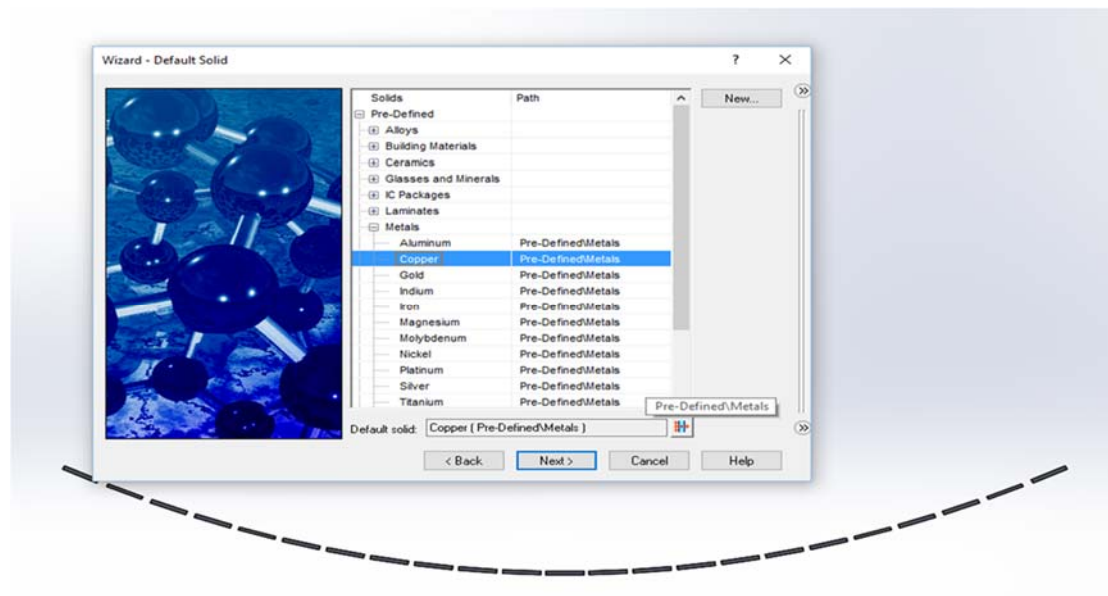 Wizard - Default Solid ? ×
Solids Path New...
Pre-Defined
Alloys
Building Materials
Ceramics
Glasses and Minerals
IC Packages
Laminates
Metals
Aluminum Pre-Defined\Metals
Copper Pre-Defined\Metals
Gold Pre-Defined\Metals
Indium Pre-Defined\Metals
Iron Pre-Defined\Metals
Magnesium Pre-Defined\Metals
Molybdenum Pre-Defined\Metals
Nickel Pre-Defined\Metals
Platinum Pre-Defined\Metals
Silver Pre-Defined\Metals
Titanium Pre-Defined\Metals
Pre-Defined\Metals
Default solid: Copper ( Pre-Defined\Metals )
< Back Next > Cancel Help